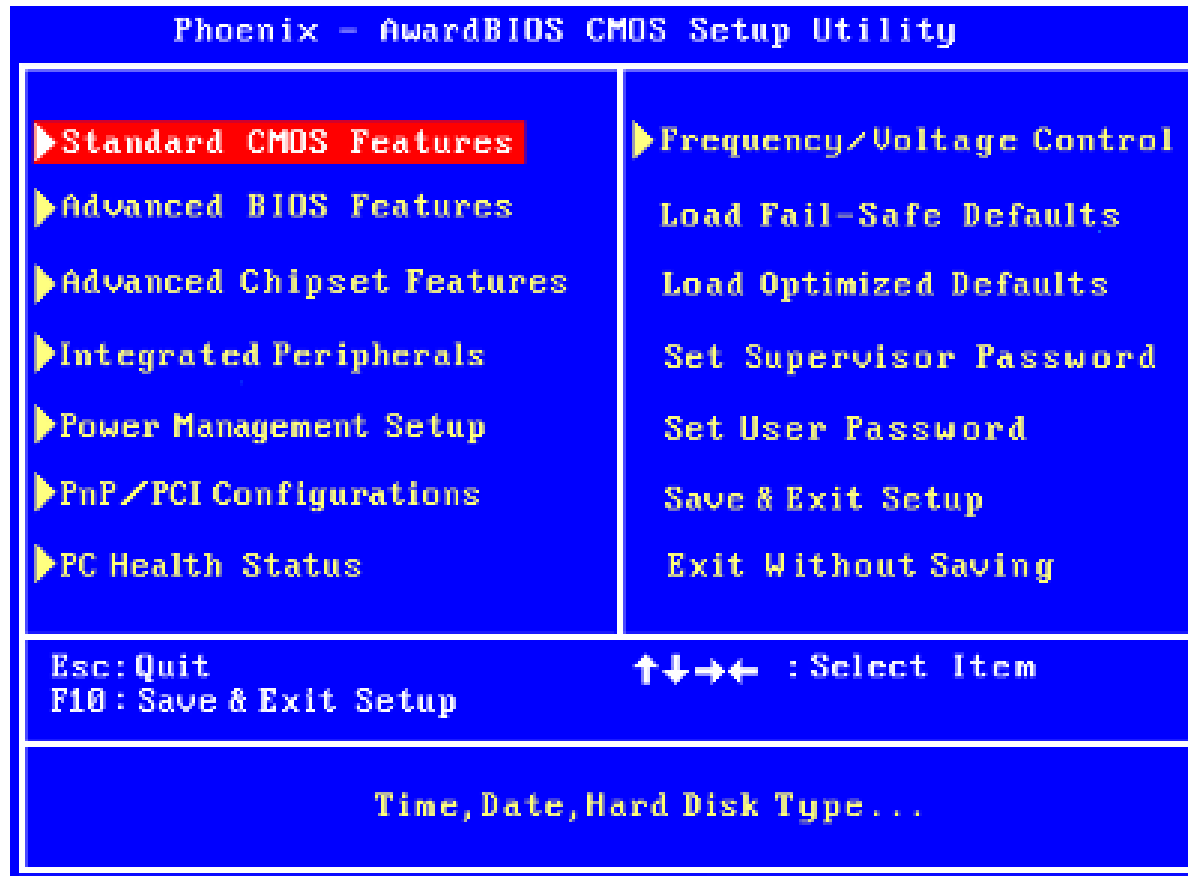 Phoenix - AwardBIOS CMOS Setup Utility
Standard CMOS Features
Advanced BIOS Features
Advanced Chipset Features
Integrated Peripherals
Power Management Setup
PnP/PCI Configurations
PC Health Status
Frequency/Voltage Control
Load Fail-Safe Defaults
Load Optimized Defaults
Set Supervisor Password
Set User Password
Save & Exit Setup
Exit Without Saving
Esc:Quit
F10:Save & Exit Setup
↑↓→← :Select Item
Time,Date,Hard Disk Type...